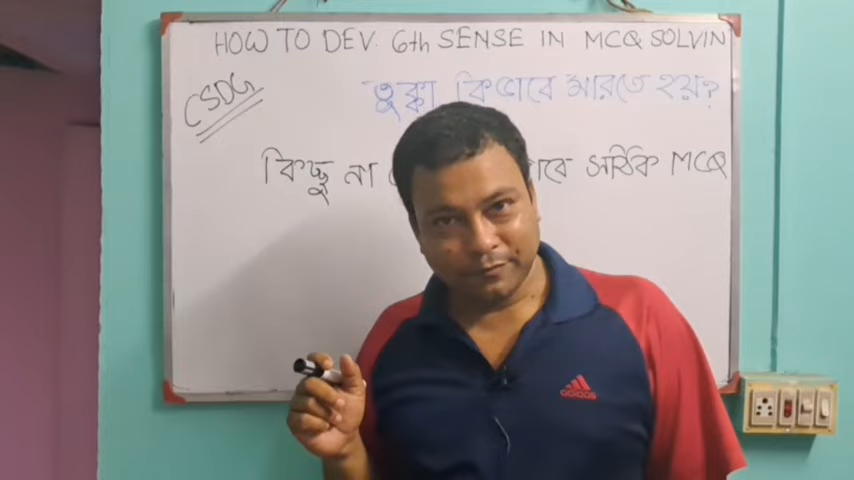 HOW TO DEV. 6th SENSE IN MCQ SOLVIN
CSDG
তুক্কা কিভাবে মারতে হয়?
কিচ্ছু না সঠিক MCQ
adidas